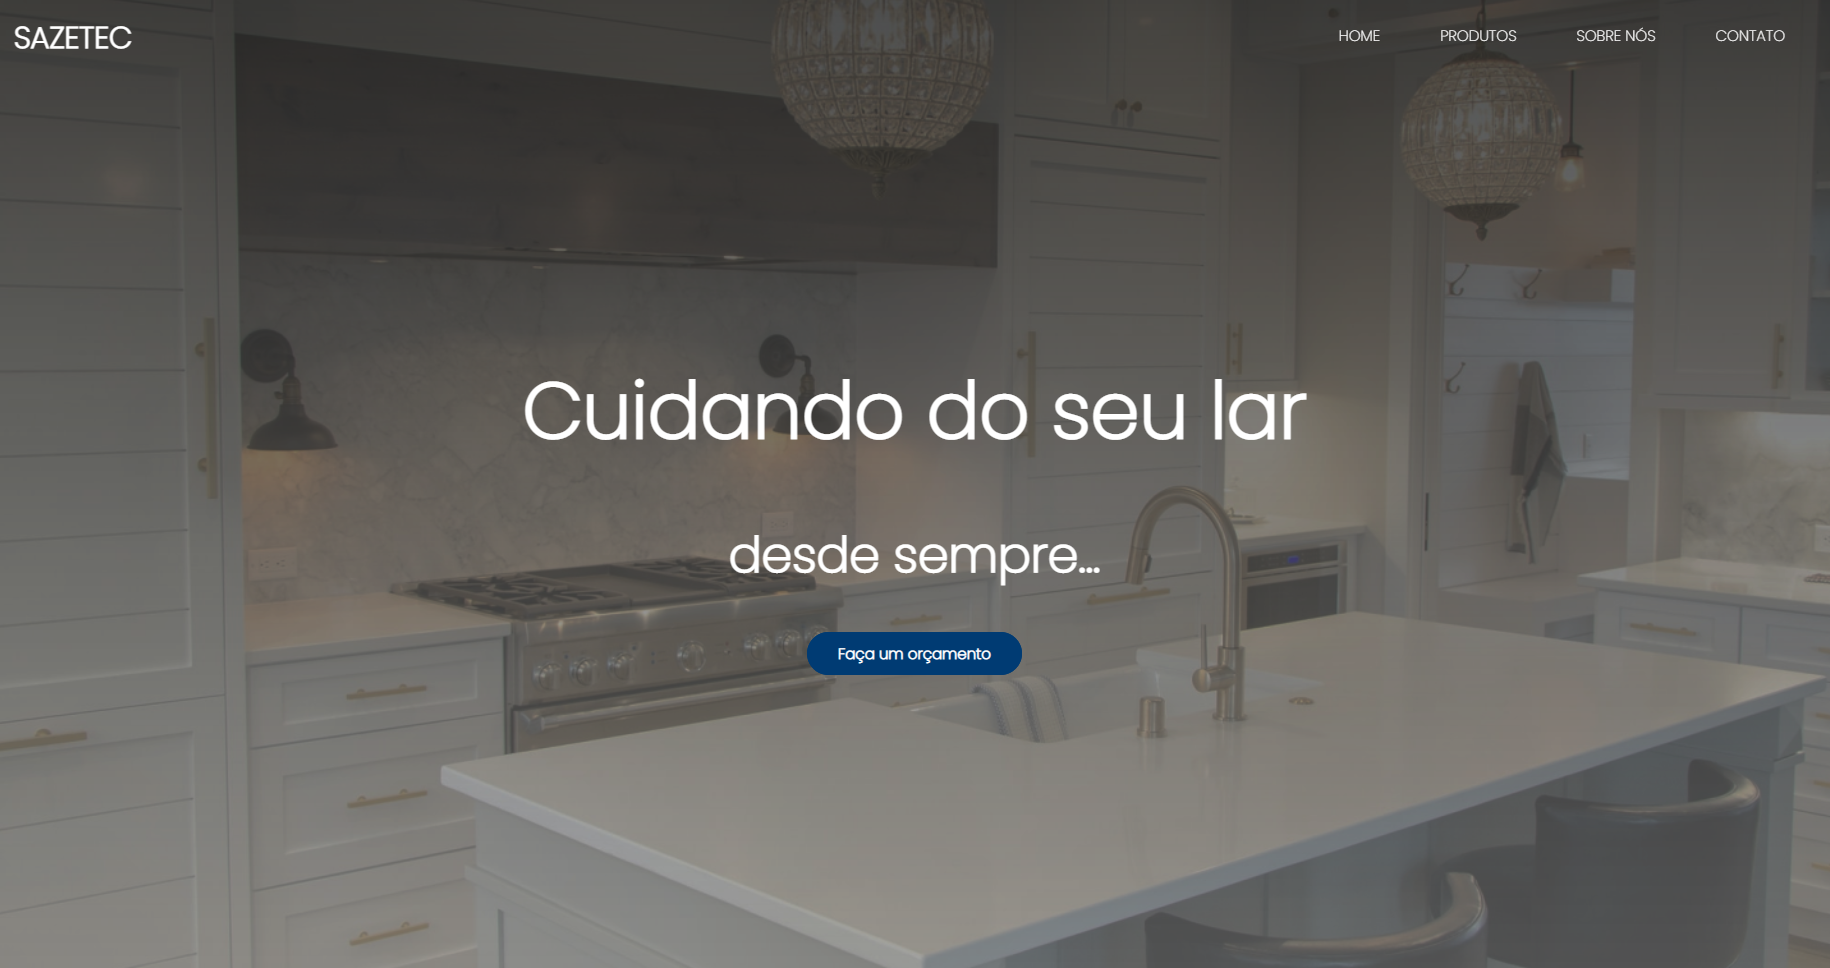 SAZETEC
HOME PRODUTOS SOBRE NÓS CONTATO
Cuidando do seu lar
desde sempre...
Faça um orçamento